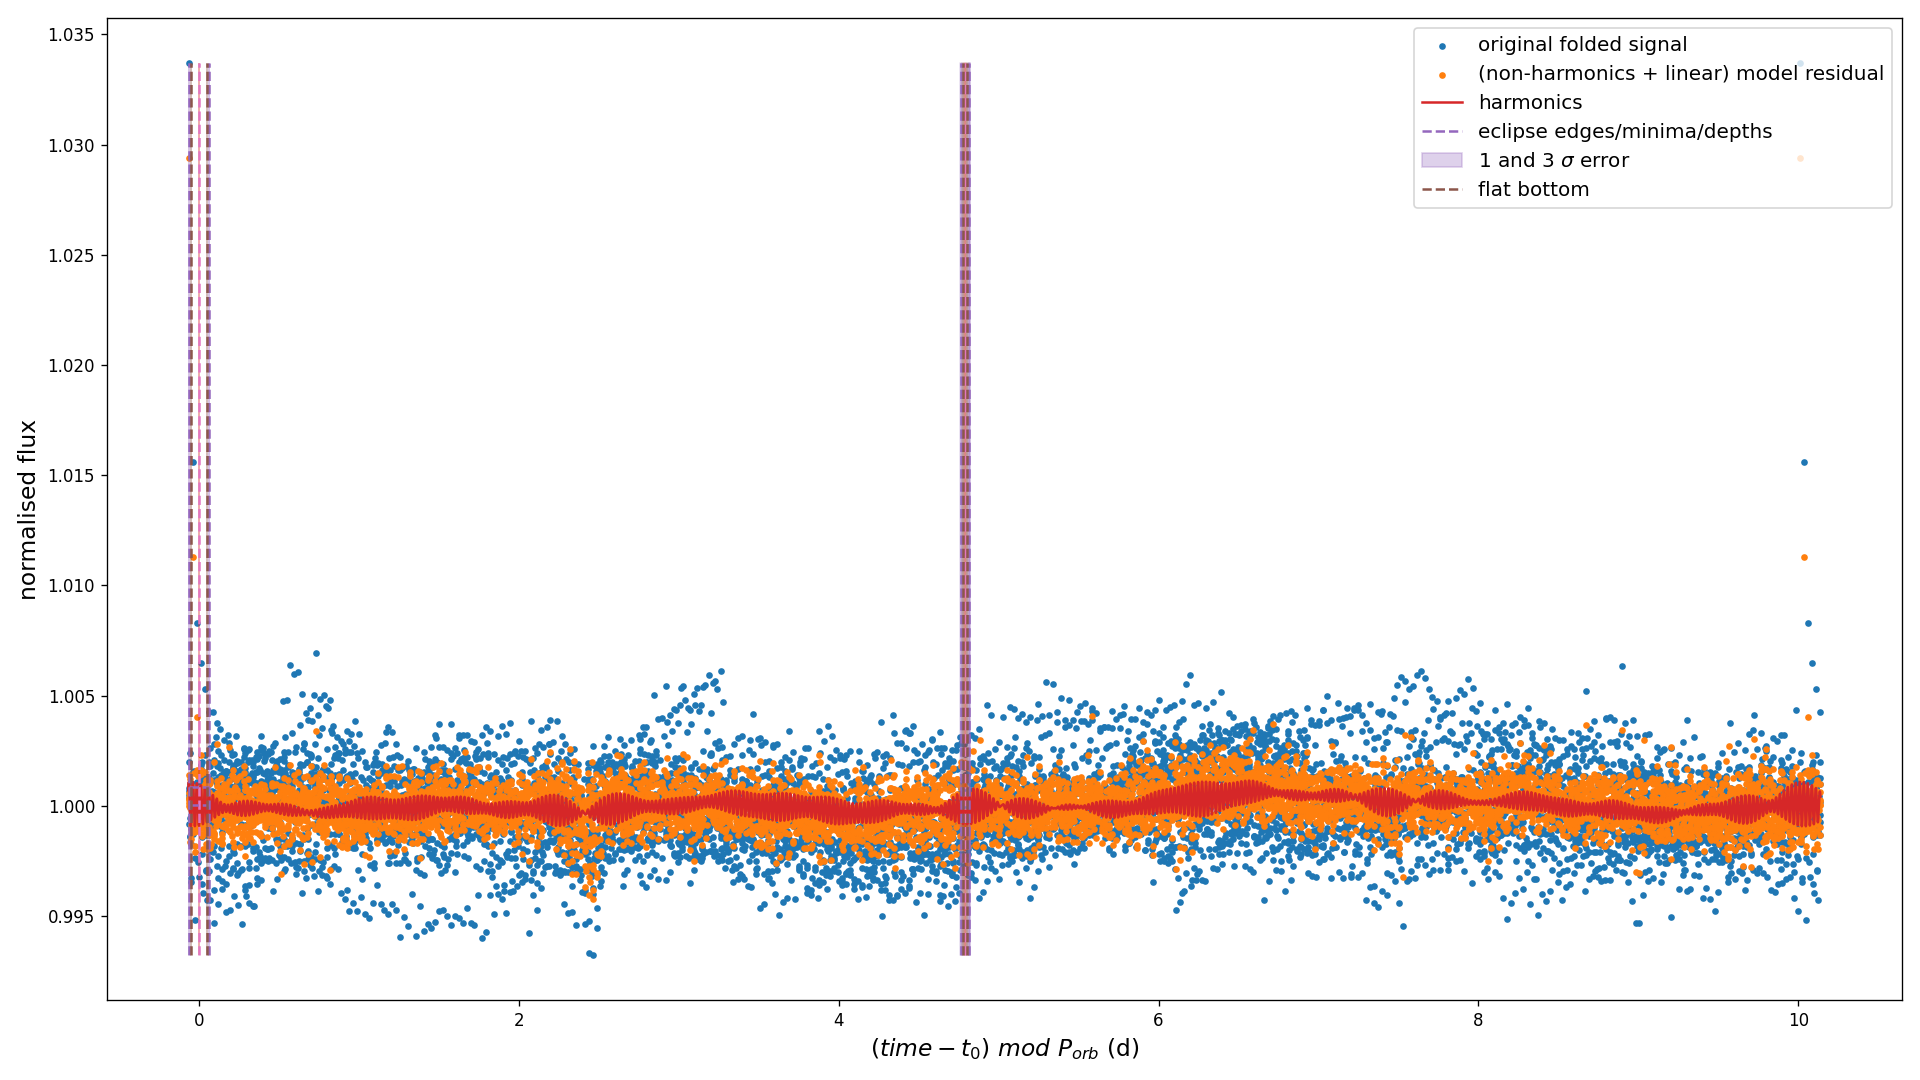 1.035
1.030
1.025
1.020
1.015
1.010
1.005
1.000
0.995
normalised flux
original folded signal
(non-harmonics + linear) model residual
harmonics
eclipse edges/minima/depths
1 and 3 σ error
flat bottom
0 2 4 6 8 10
(time − t₀) mod P_orb (d)